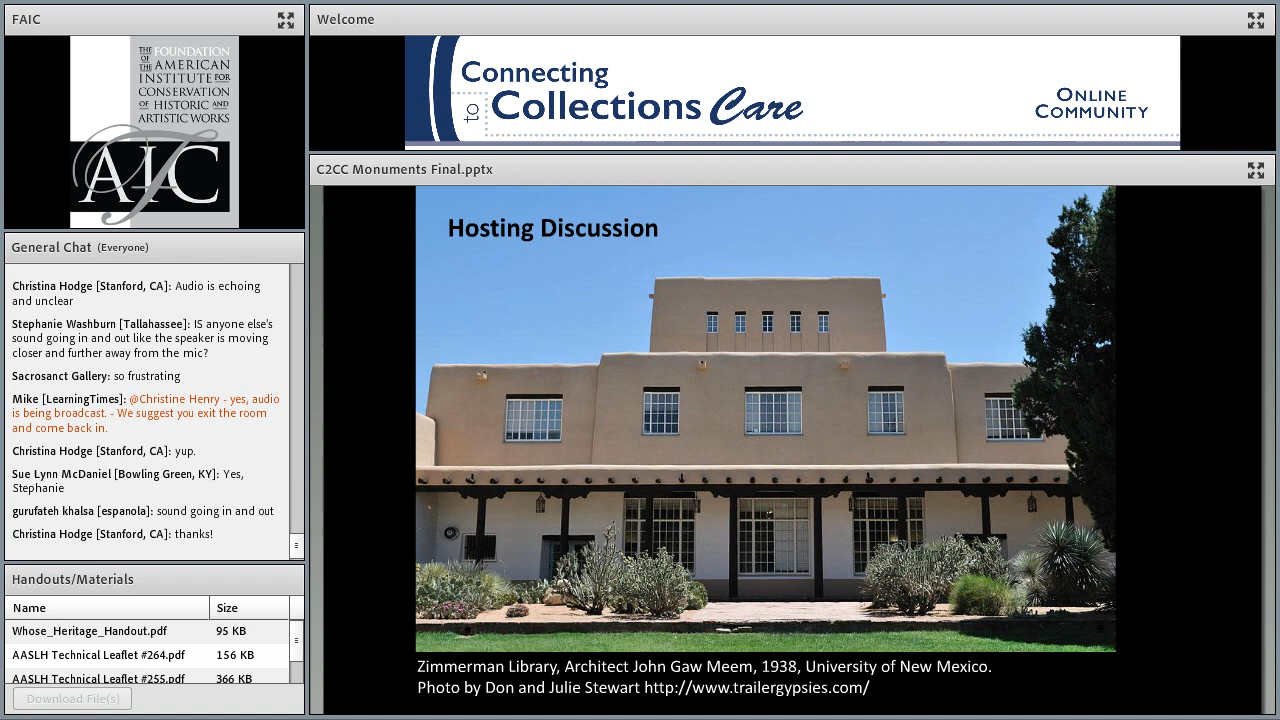 FAIC
THE FOUNDATION
OF THE AMERICAN
INSTITUTE FOR
CONSERVATION
OF HISTORIC AND
ARTISTIC WORKS
AIC
General Chat (Everyone)
Christina Hodge [Stanford, CA]: Audio is echoing
and unclear
Stephanie Washburn [Tallahassee]: IS anyone else's
sound going in and out like the speaker is moving
closer and further away from the mic?
Sacrosanct Gallery: so frustrating
Mike [LearningTimes]: @Christine Henry - yes, audio
is being broadcast. - We suggest you exit the room
and come back in.
Christina Hodge [Stanford, CA]: yup.
Sue Lynn McDaniel [Bowling Green, KY]: Yes,
Stephanie
gurufateh khalsa [espanola]: sound going in and out
Christina Hodge [Stanford, CA]: thanks!
Handouts/Materials
Name Size
Whose_Heritage_Handout.pdf 95 KB
AASLH Technical Leaflet #264.pdf 156 KB
AASLH Technical Leaflet #255.pdf 366 KB
Download File(s)
Welcome
Connecting
to Collections Care
ONLINE
COMMUNITY
C2CC Monuments Final.pptx
Hosting Discussion
Zimmerman Library, Architect John Gaw Meem, 1938, University of New Mexico.
Photo by Don and Julie Stewart http://www.trailergypsies.com/